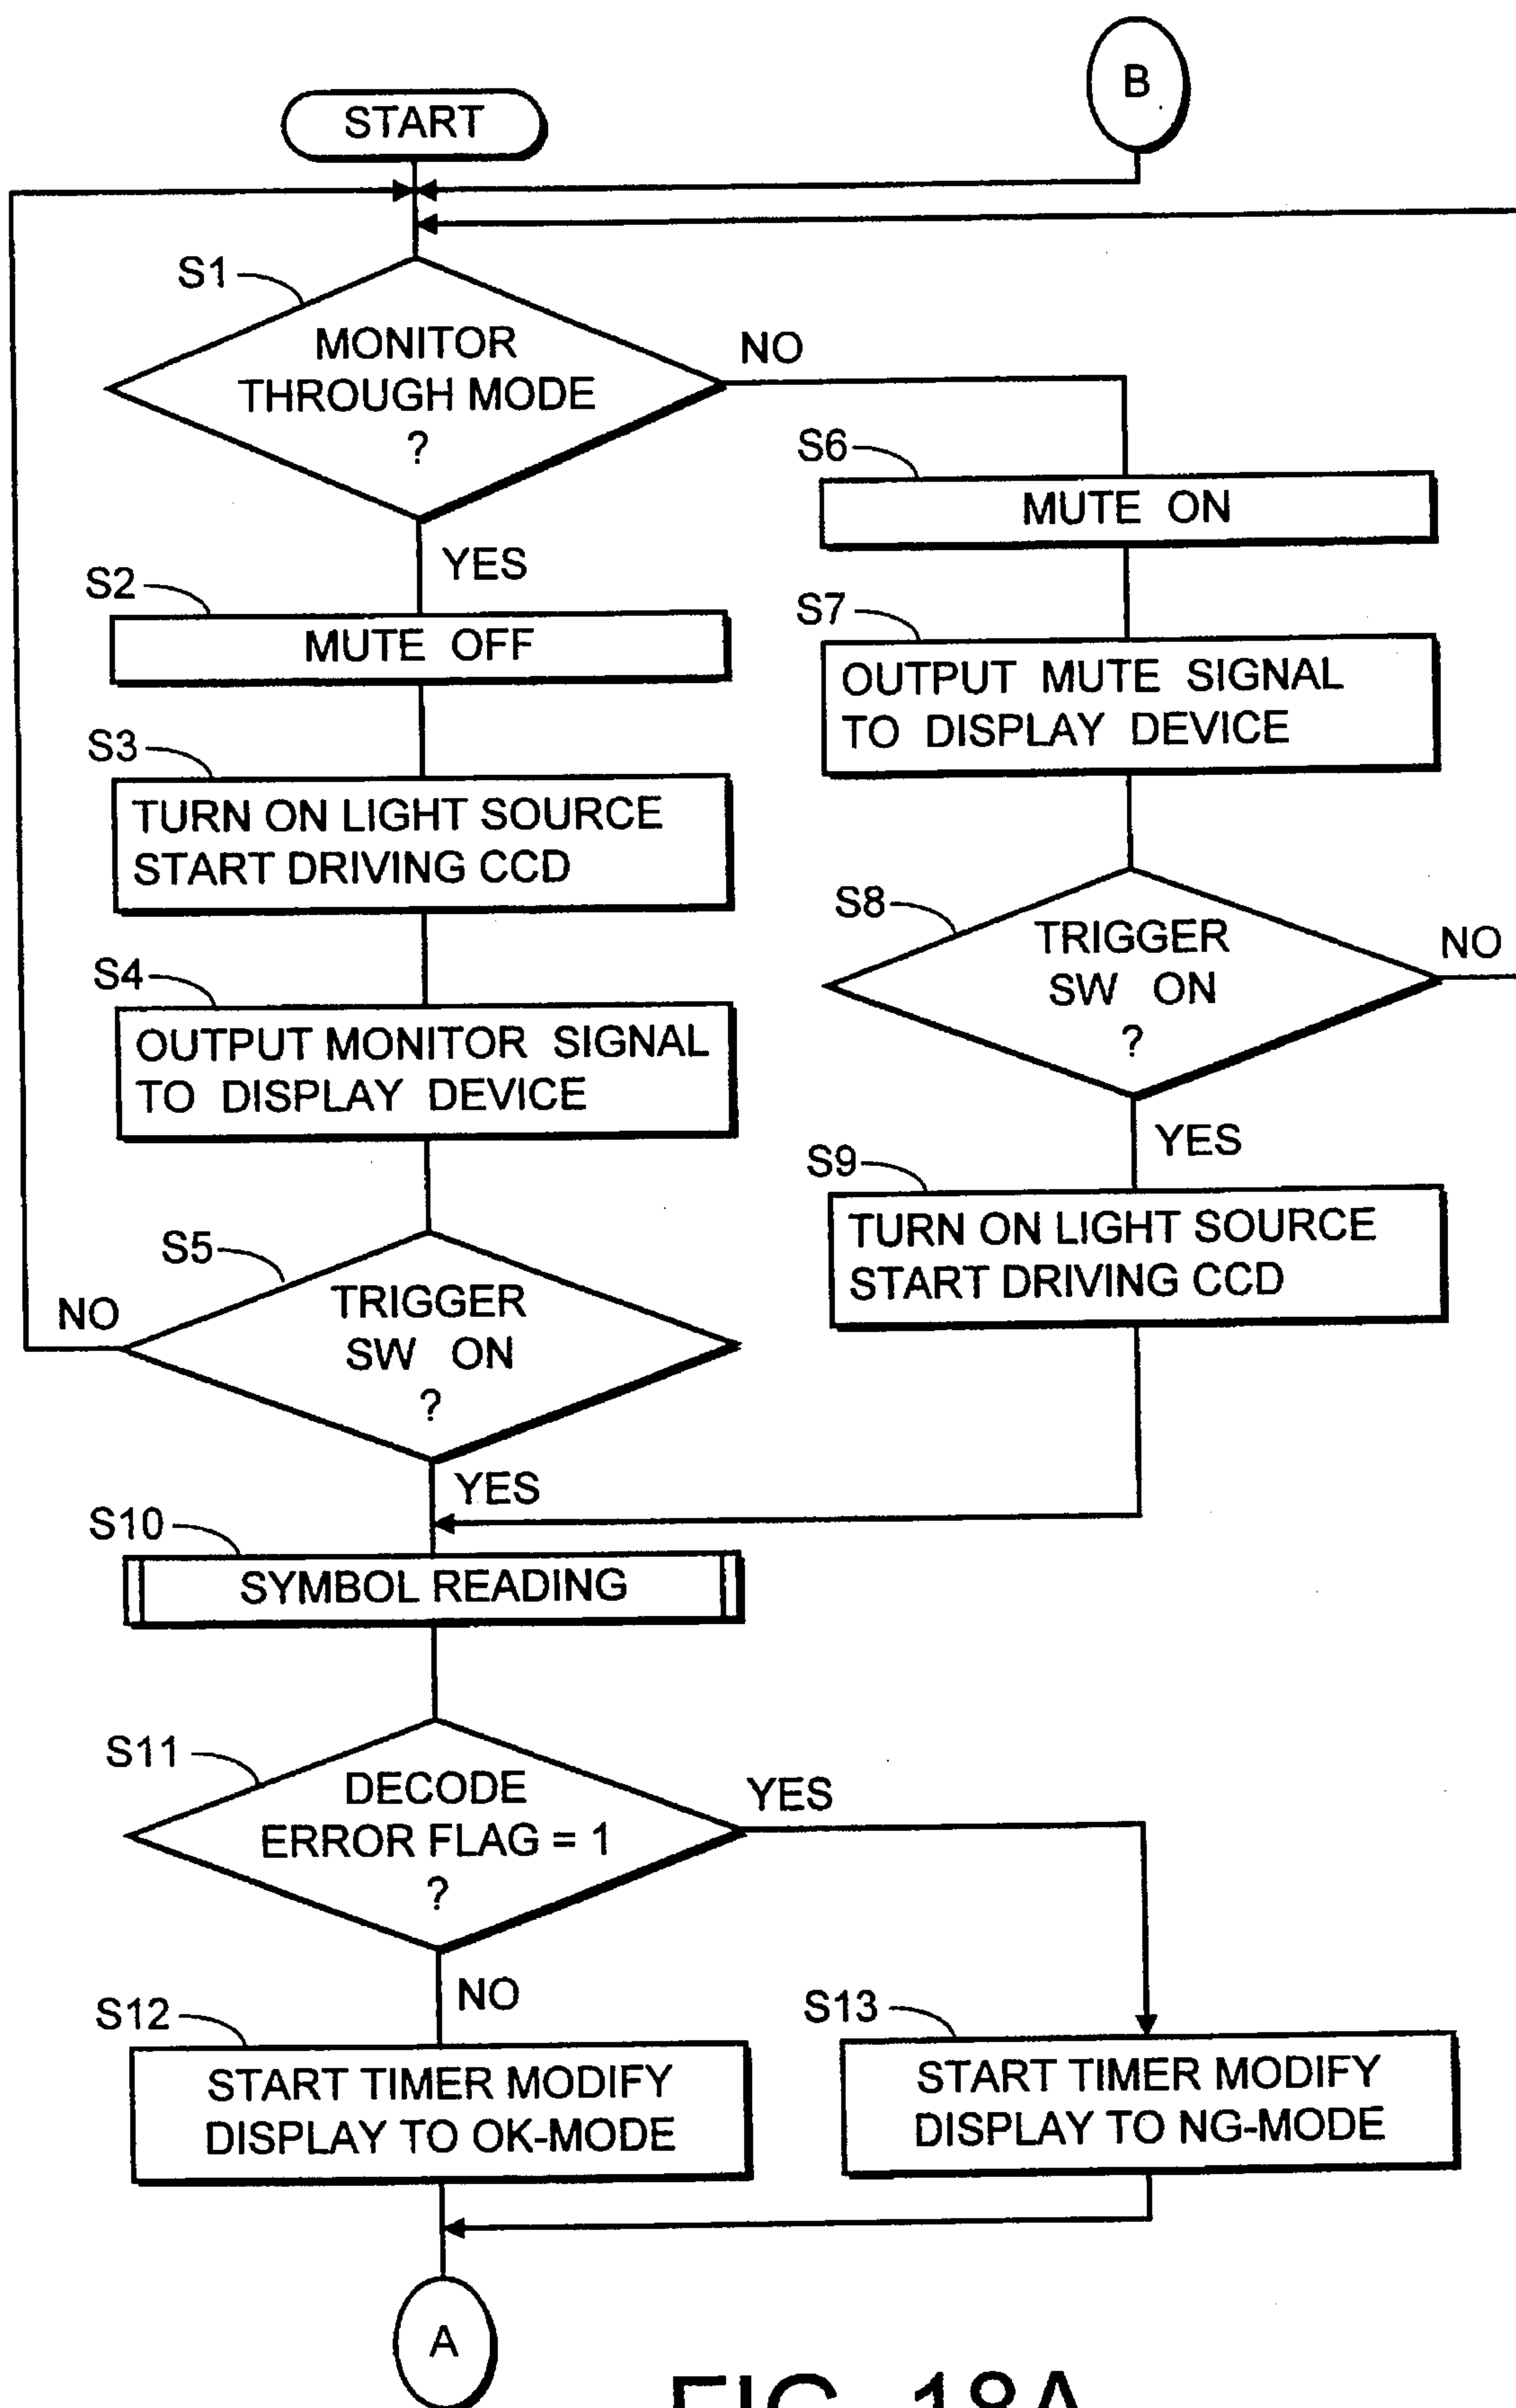 B
START
S1
MONITOR
THROUGH MODE
?
NO
YES
S2
MUTE OFF
S3
TURN ON LIGHT SOURCE
START DRIVING CCD
S4
OUTPUT MONITOR SIGNAL
TO DISPLAY DEVICE
S5
TRIGGER
SW ON
?
NO
YES
S6
MUTE ON
S7
OUTPUT MUTE SIGNAL
TO DISPLAY DEVICE
S8
TRIGGER
SW ON
?
NO
YES
S9
TURN ON LIGHT SOURCE
START DRIVING CCD
S10
SYMBOL READING
S11
DECODE
ERROR FLAG = 1
?
YES
NO
S12
START TIMER MODIFY
DISPLAY TO OK-MODE
S13
START TIMER MODIFY
DISPLAY TO NG-MODE
A
FIG. 18A